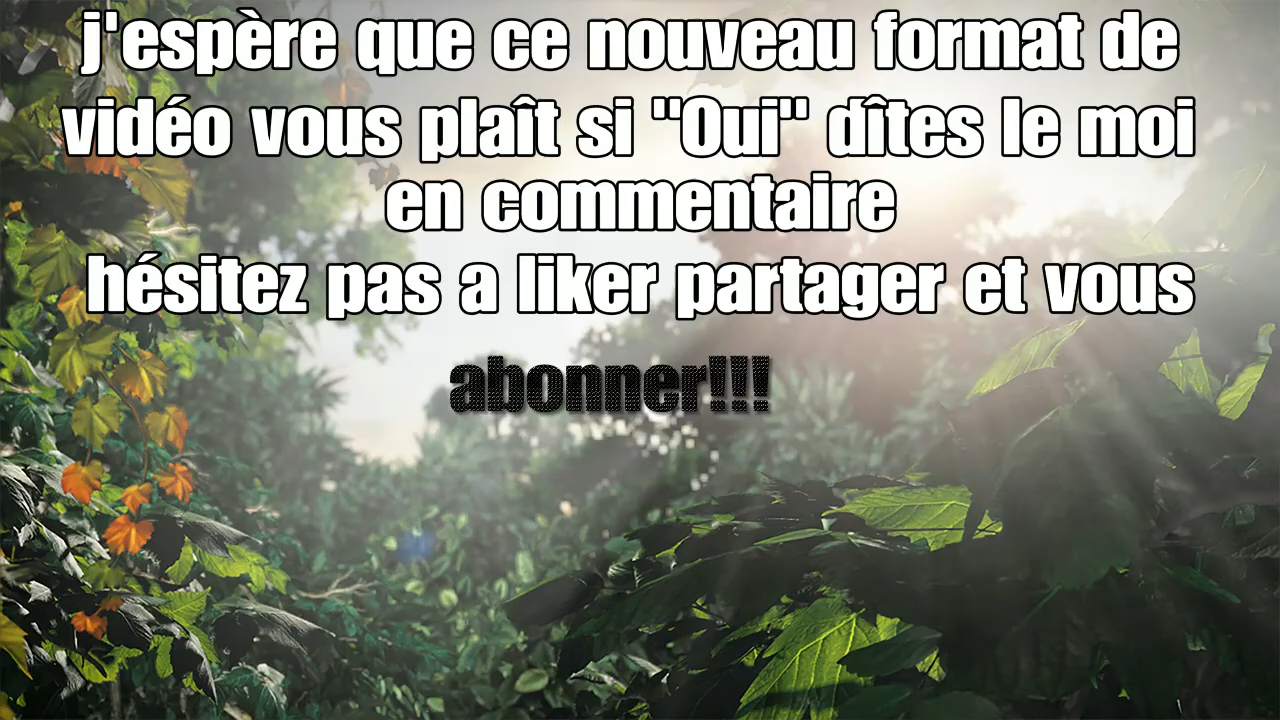 j'espère que ce nouveau format de
vidéo vous plaît si "Oui" dîtes le moi
en commentaire
hésitez pas a liker partager et vous
abonner!!!